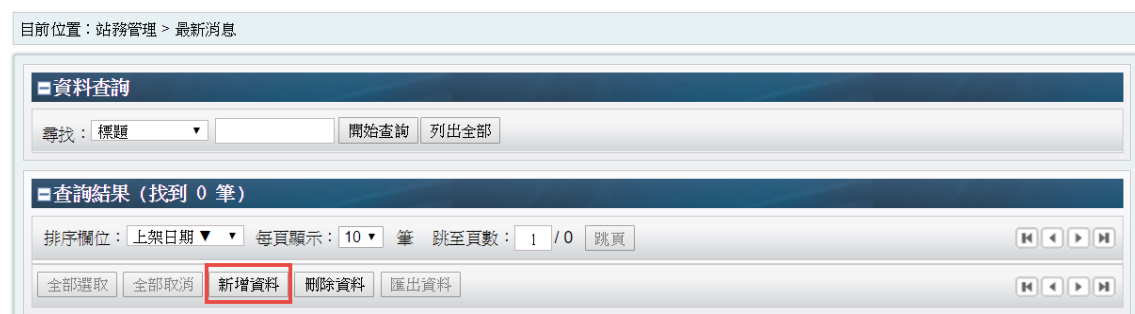 目前位置：站務管理 > 最新消息
資料查詢
尋找：標題 ▼ 開始查詢 列出全部
查詢結果（找到 0 筆）
排序欄位：上架日期▼ ▼ 每頁顯示：10 ▼ 筆 跳至頁數：1 / 0 跳頁
全部選取 全部取消 新增資料 刪除資料 匯出資料